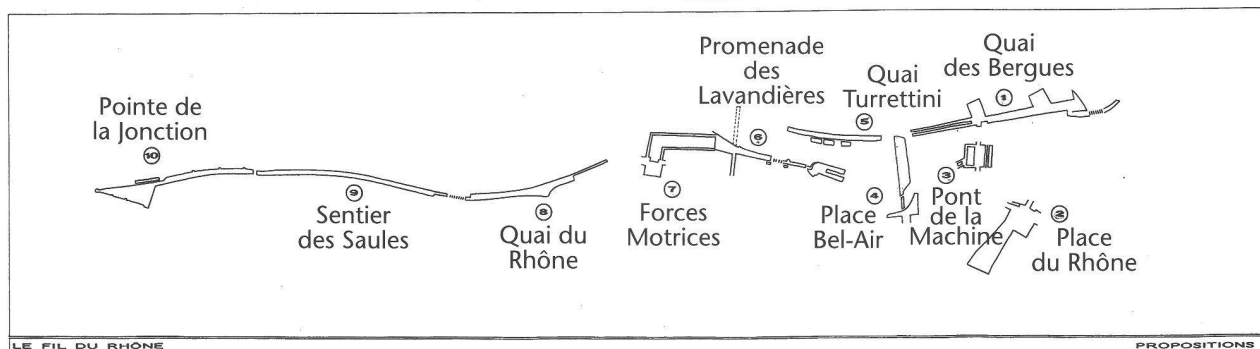 Pointe de
la Jonction
10
9
Sentier
des Saules
8
Quai du
Rhône
7
Forces
Motrices
Promenade
des
Lavandières
6
Quai
Turrettini
5
4
Place
Bel-Air
3
Pont
de la
Machine
Quai
des Bergues
1
2
Place
du Rhône
LE FIL DU RHÔNE
PROPOSITIONS